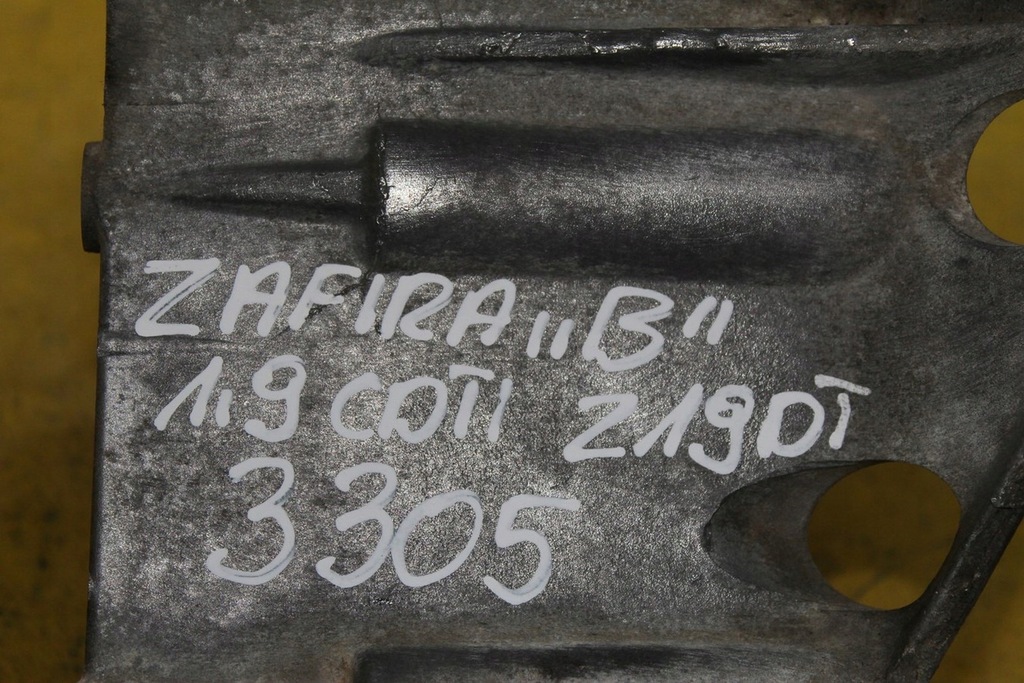 ZAFIRA „B"
1,9 CDTI Z19DT
3305